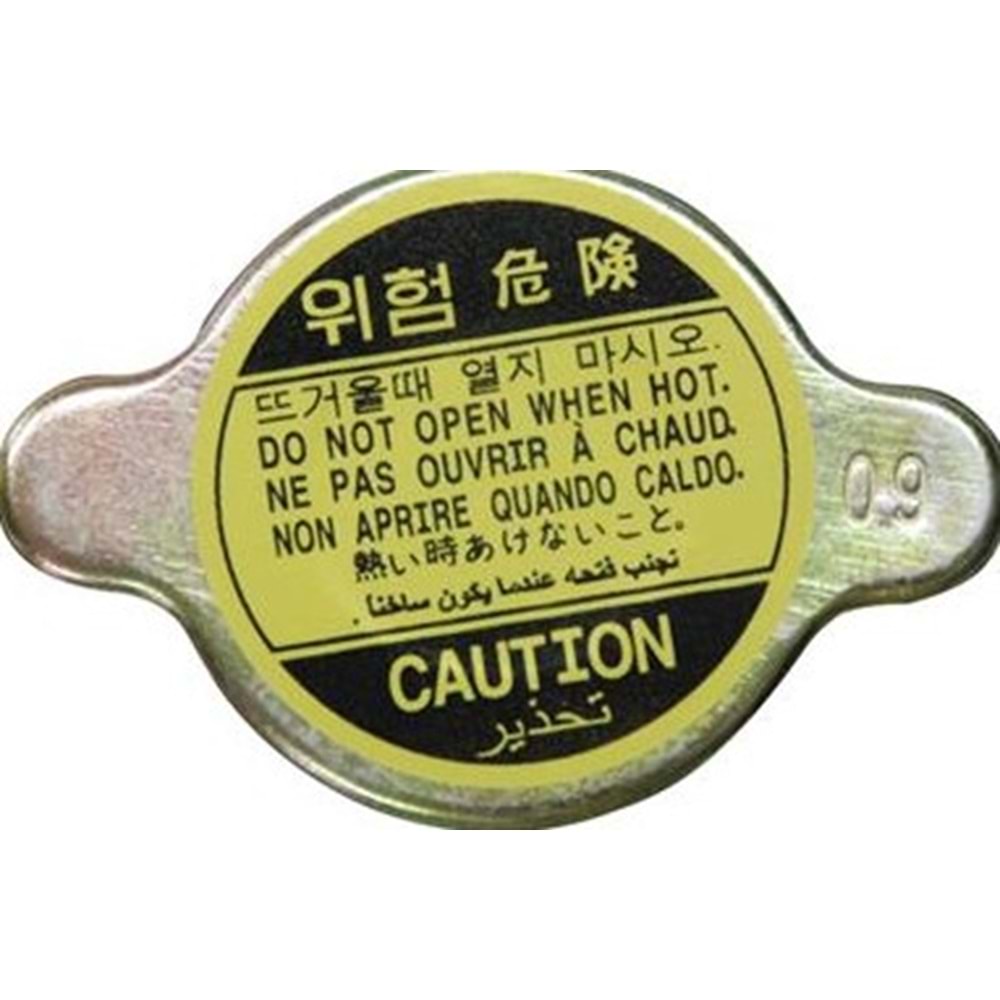 위험 危険
뜨거울때 열지 마시오.
DO NOT OPEN WHEN HOT.
NE PAS OUVRIR À CHAUD.
NON APRIRE QUANDO CALDO.
熱い時あけないこと。
تجنب فتحه عندما يكون ساخناً .
CAUTION
تحذير
0.9